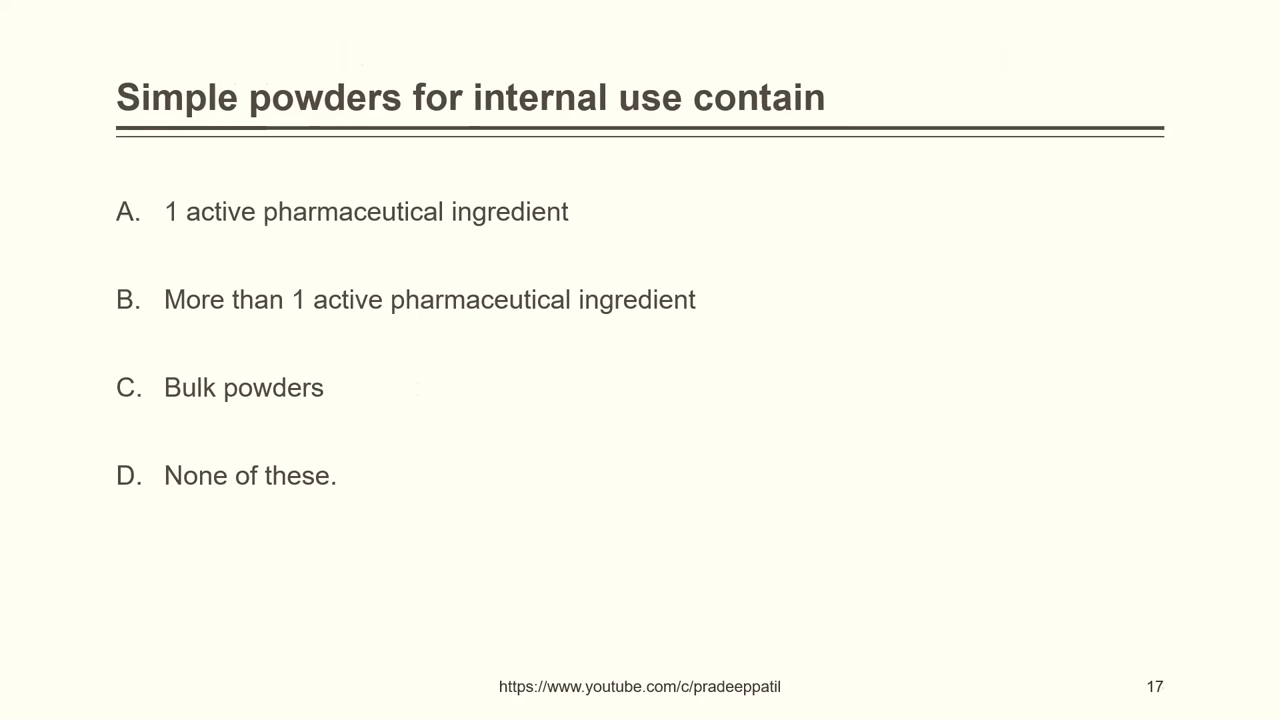 Simple powders for internal use contain
A. 1 active pharmaceutical ingredient
B. More than 1 active pharmaceutical ingredient
C. Bulk powders
D. None of these.
https://www.youtube.com/c/pradeeppatil
17